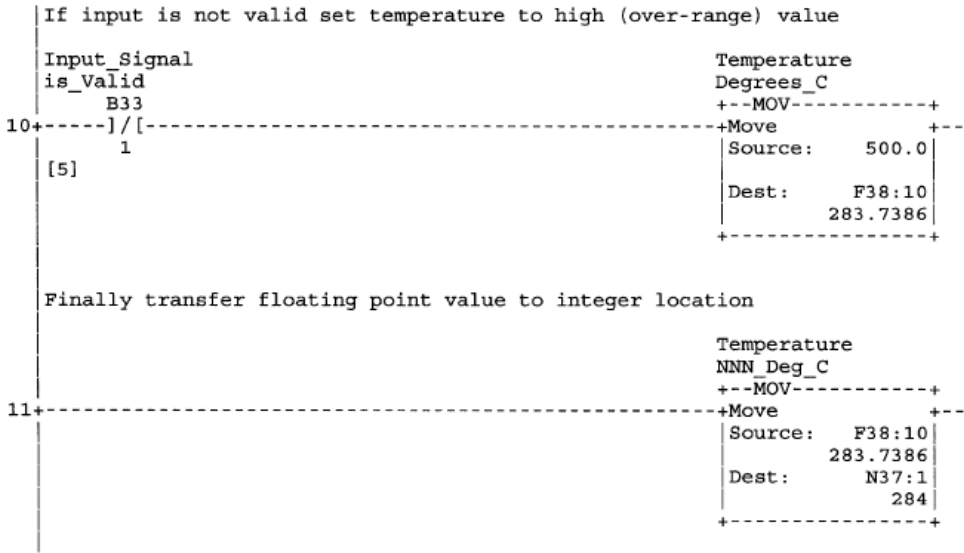 If input is not valid set temperature to high (over-range) value
Input_Signal Temperature
is_Valid Degrees_C
B33 +--MOV-----------+
10+-----]/[------------------------------------------------------+Move +--
1 |Source: 500.0|
[5]
|Dest: F38:10|
| 283.7386|
+----------------+
Finally transfer floating point value to integer location
Temperature
NNN_Deg_C
+--MOV-----------+
11+---------------------------------------------------------------+Move +--
|Source: F38:10|
283.7386|
|Dest: N37:1|
284|
+----------------+